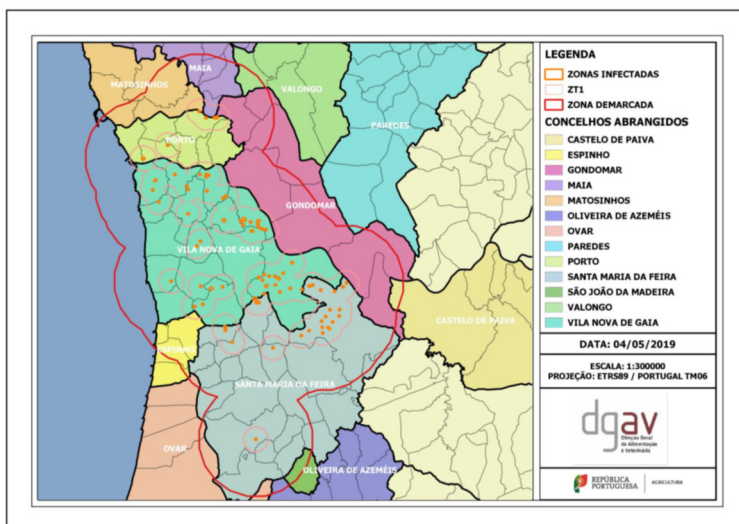 MAIA
MATOSINHOS
VALONGO
PAREDES
PORTO
GONDOMAR
VILA NOVA DE GAIA
CASTELO DE PAIVA
ESPINHO
SANTA MARIA DA FEIRA
OVAR
OLIVEIRA DE AZEMÉIS
LEGENDA
ZONAS INFECTADAS
ZT1
ZONA DEMARCADA
CONCELHOS ABRANGIDOS
CASTELO DE PAIVA
ESPINHO
GONDOMAR
MAIA
MATOSINHOS
OLIVEIRA DE AZEMÉIS
OVAR
PAREDES
PORTO
SANTA MARIA DA FEIRA
SÃO JOÃO DA MADEIRA
VALONGO
VILA NOVA DE GAIA
DATA: 04/05/2019
ESCALA: 1:300000
PROJEÇÃO: ETRS89 / PORTUGAL TM06
dgav
Direção Geral
de Alimentação
e Veterinária
REPÚBLICA
PORTUGUESA
AGRICULTURA